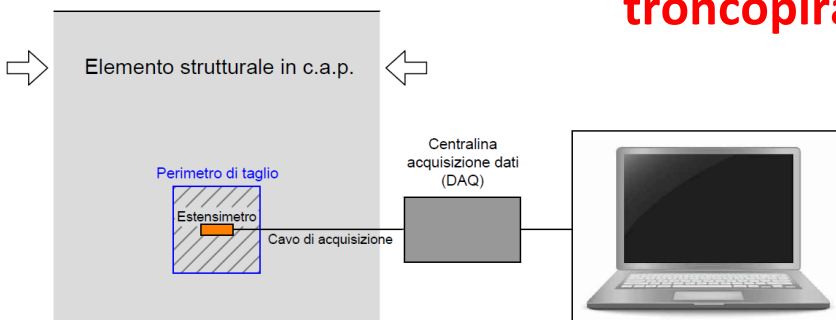 troncopira
Elemento strutturale in c.a.p.
Centralina
acquisizione dati
(DAQ)
Perimetro di taglio
Estensimetro
Cavo di acquisizione